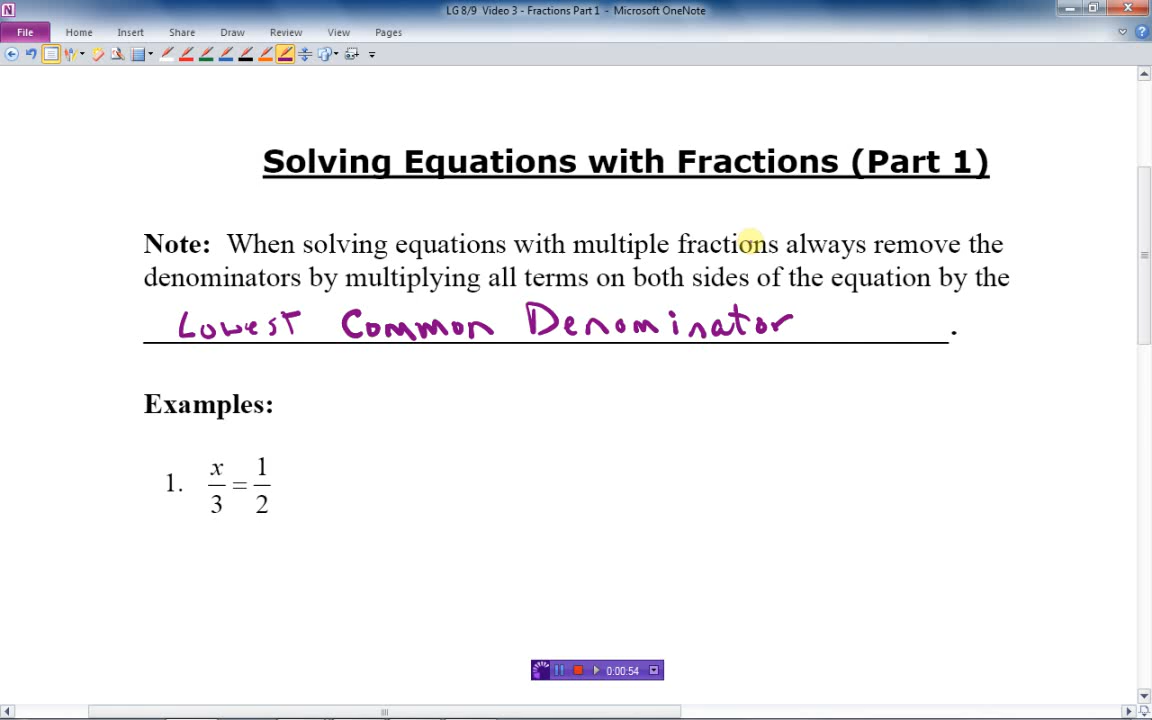 LG 8/9 Video 3 - Fractions Part 1 - Microsoft OneNote
File Home Insert Share Draw Review View Pages
Solving Equations with Fractions (Part 1)
Note: When solving equations with multiple fractions always remove the
denominators by multiplying all terms on both sides of the equation by the
Lowest Common Denominator .
Examples:
1. x/3 = 1/2
0:00:54